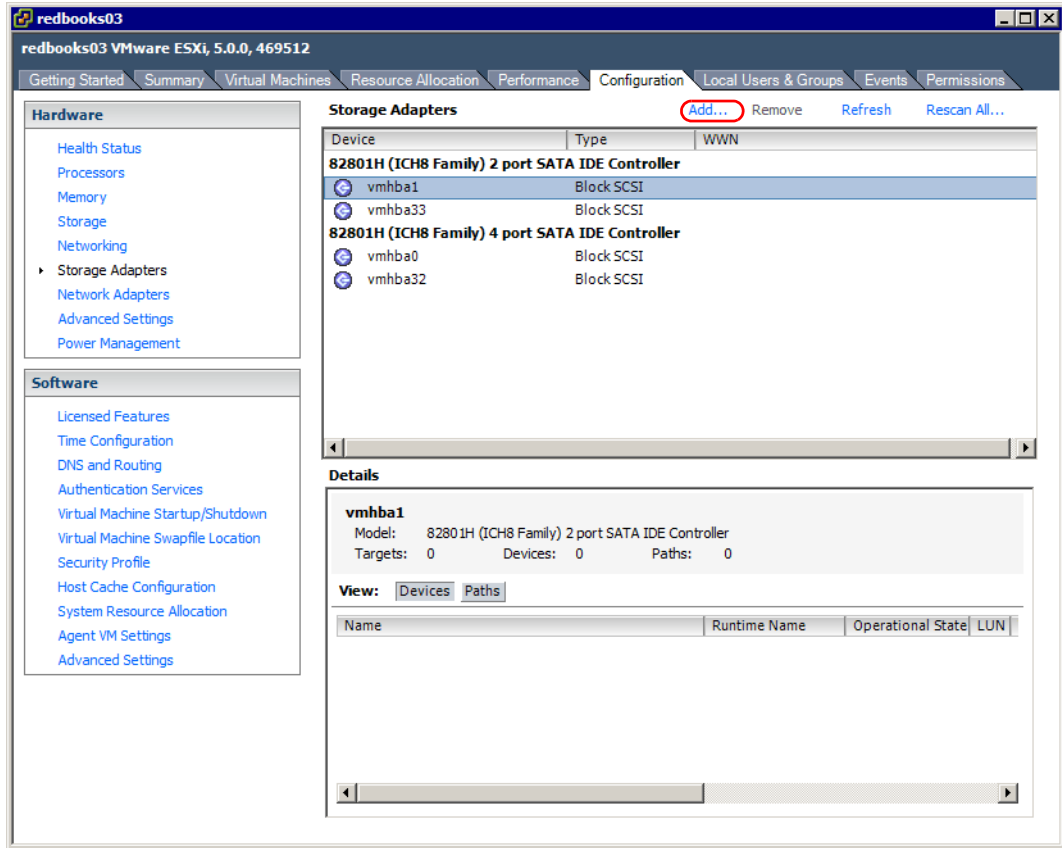 redbooks03
redbooks03 VMware ESXi, 5.0.0, 469512
Getting Started Summary Virtual Machines Resource Allocation Performance Configuration Local Users & Groups Events Permissions
Hardware
Health Status
Processors
Memory
Storage
Networking
Storage Adapters
Network Adapters
Advanced Settings
Power Management
Software
Licensed Features
Time Configuration
DNS and Routing
Authentication Services
Virtual Machine Startup/Shutdown
Virtual Machine Swapfile Location
Security Profile
Host Cache Configuration
System Resource Allocation
Agent VM Settings
Advanced Settings
Storage Adapters Add... Remove Refresh Rescan All...
Device Type WWN
82801H (ICH8 Family) 2 port SATA IDE Controller
vmhba1 Block SCSI
vmhba33 Block SCSI
82801H (ICH8 Family) 4 port SATA IDE Controller
vmhba0 Block SCSI
vmhba32 Block SCSI
Details
vmhba1
Model: 82801H (ICH8 Family) 2 port SATA IDE Controller
Targets: 0 Devices: 0 Paths: 0
View: Devices Paths
Name Runtime Name Operational State LUN